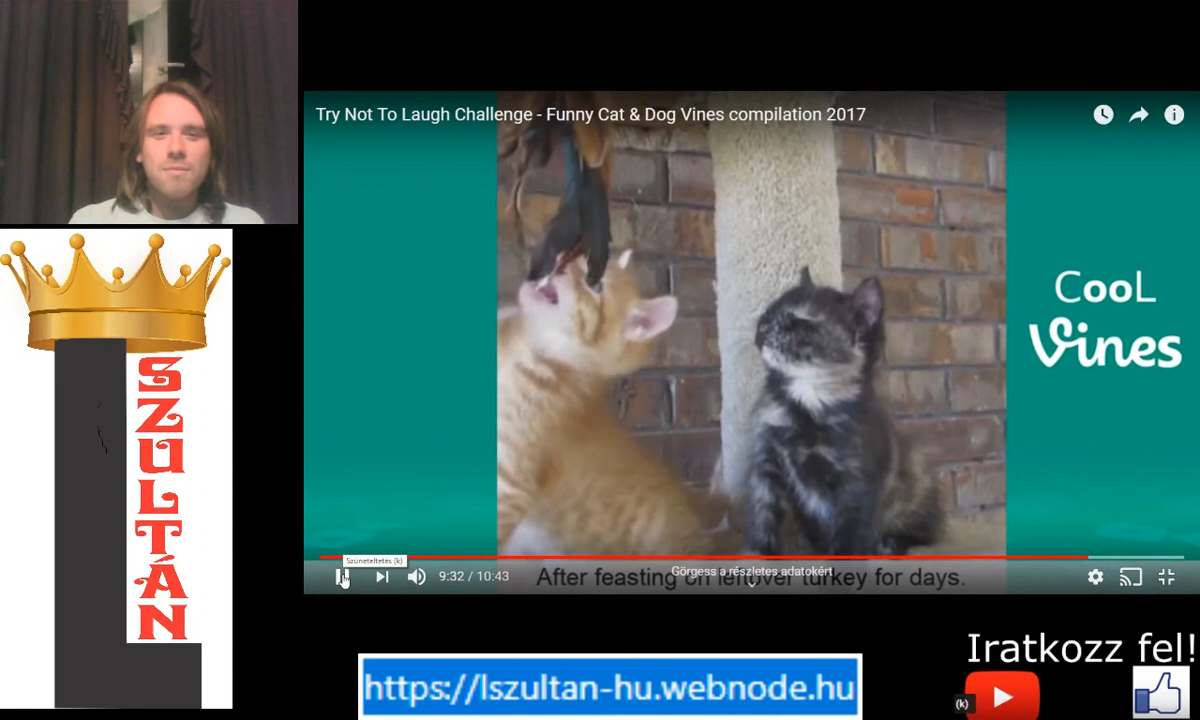 Try Not To Laugh Challenge - Funny Cat & Dog Vines compilation 2017
CooL
Vines
SZULTÁN
Szüneteltetés (k)
9:32 / 10:43
Görgess a részletes adatokért
After feasting on leftover turkey for days.
Iratkozz fel!
https://lszultan-hu.webnode.hu
(k)